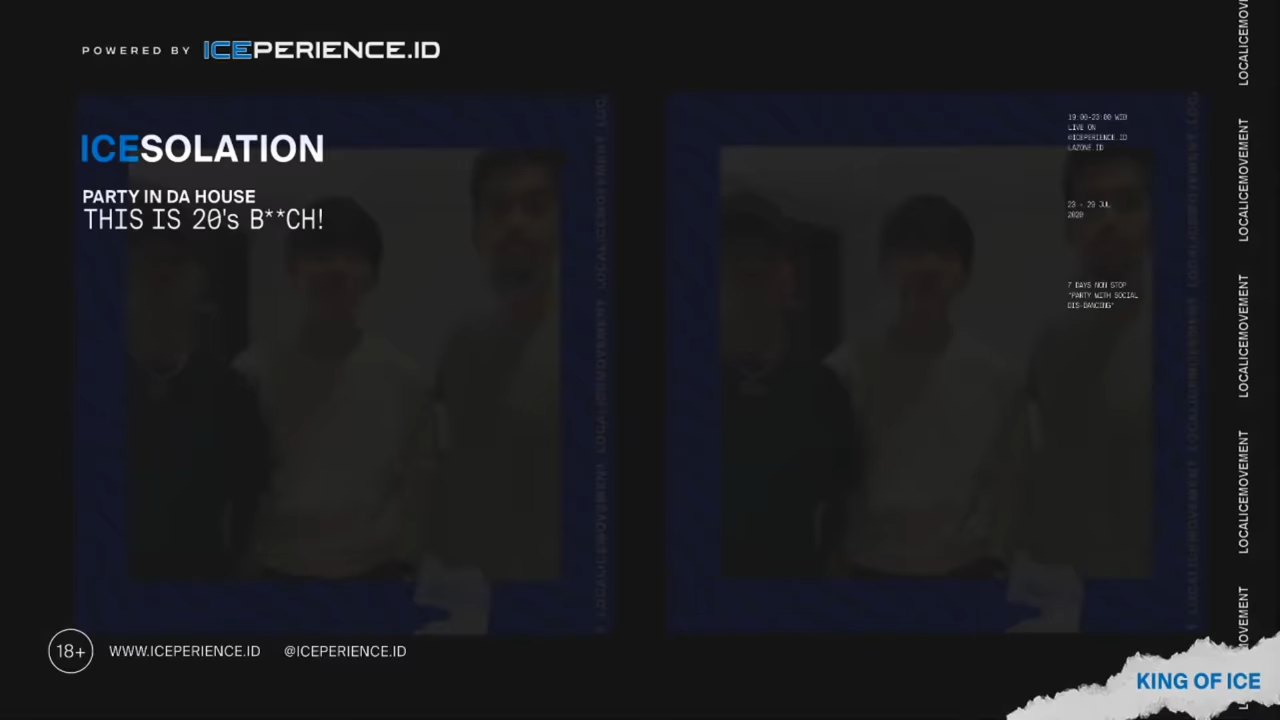 POWERED BY ICEPERIENCE.ID
ICESOLATION
PARTY IN DA HOUSE
THIS IS 20's B**CH!
19.00-23.00 WIB
LIVE ON
@ICEPERIENCE.ID
LAZONE.ID
23 - 29 JUL
2020
7 DAYS NON STOP
"PARTY WITH SOCIAL
DIS-DANCING"
LOCALICEMOVEMENT
LOCALICEMOVEMENT
LOCALICEMOVEMENT
LOCALICEMOV
LOCALICEMOVEMENT
OVEMENT
18+ WWW.ICEPERIENCE.ID @ICEPERIENCE.ID
KING OF ICE